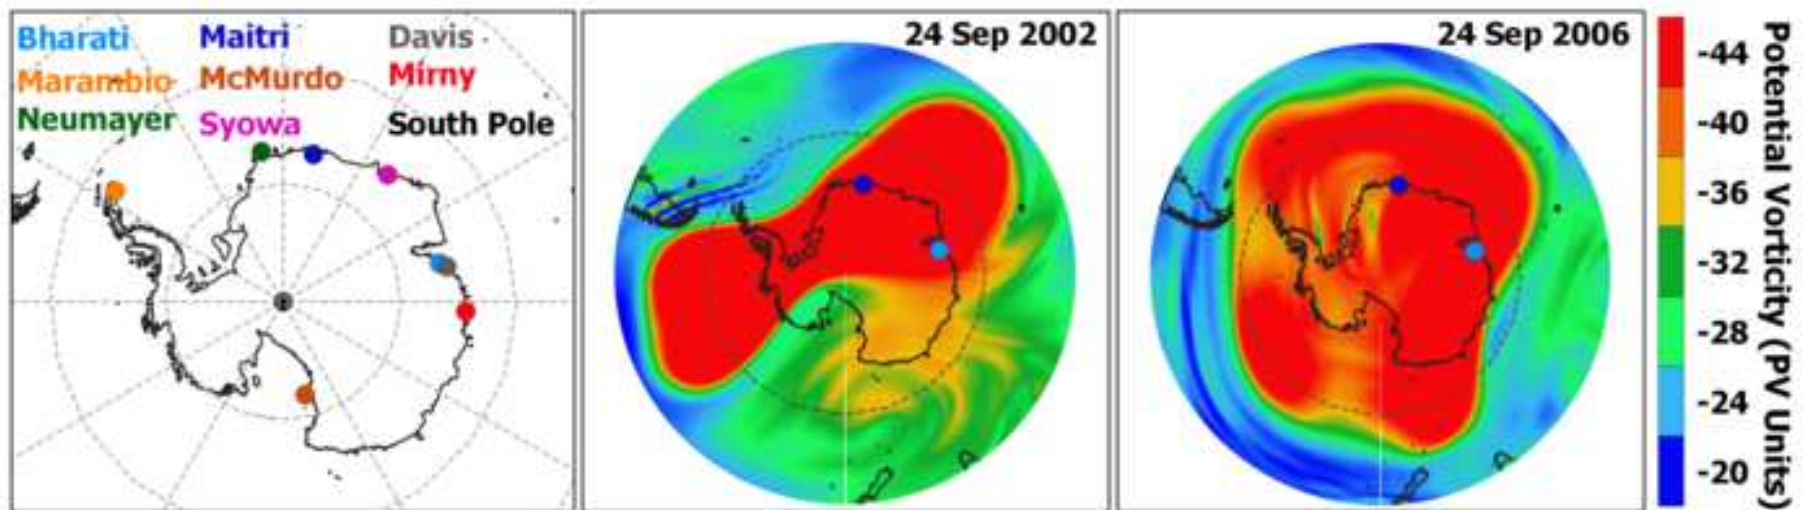 Bharati Maitri Davis
Marambio McMurdo Mirny
Neumayer Syowa South Pole
24 Sep 2002
24 Sep 2006
-44
-40
-36
-32
-28
-24
-20
Potential Vorticity (PV Units)